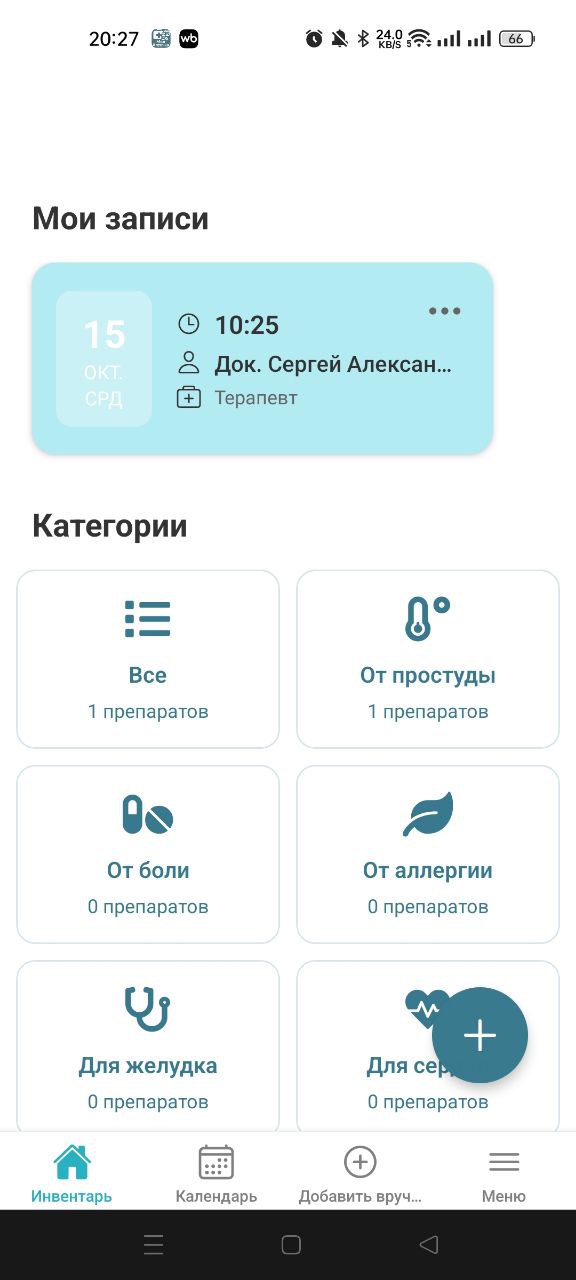 20:27
wb
24.0
KB/S
66
Мои записи
15
ОКТ.
СРД
10:25
Док. Сергей Алексан...
Терапевт
Категории
Все
1 препаратов
От простуды
1 препаратов
От боли
0 препаратов
От аллергии
0 препаратов
Для желудка
0 препаратов
Для сер
0 препаратов
Инвентарь
Календарь
Добавить вруч...
Меню